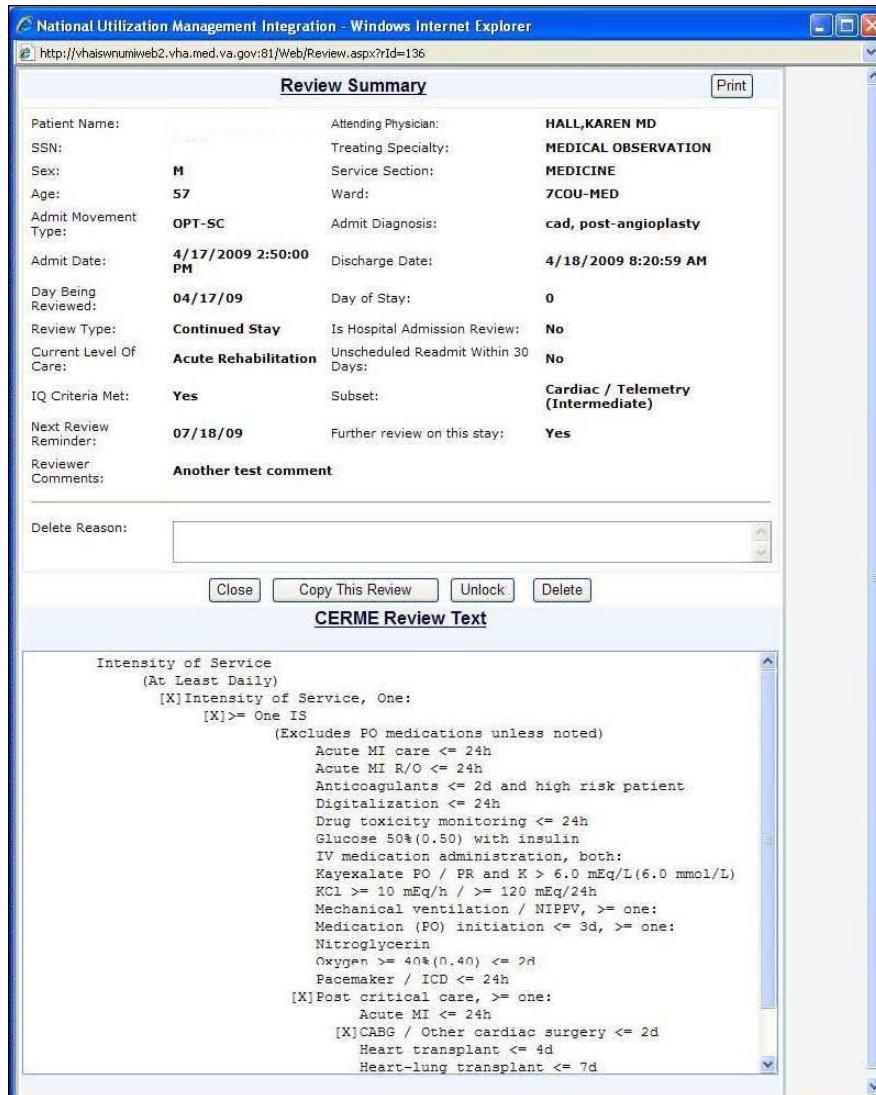 National Utilization Management Integration - Windows Internet Explorer
http://vhaiswnumiweb2.vha.med.va.gov:81/Web/Review.aspx?rId=136
Review Summary Print
Patient Name: Attending Physician: HALL,KAREN MD
SSN: Treating Specialty: MEDICAL OBSERVATION
Sex: M Service Section: MEDICINE
Age: 57 Ward: 7COU-MED
Admit Movement Type: OPT-SC Admit Diagnosis: cad, post-angioplasty
Admit Date: 4/17/2009 2:50:00 PM Discharge Date: 4/18/2009 8:20:59 AM
Day Being Reviewed: 04/17/09 Day of Stay: 0
Review Type: Continued Stay Is Hospital Admission Review: No
Current Level Of Care: Acute Rehabilitation Unscheduled Readmit Within 30 Days: No
IQ Criteria Met: Yes Subset: Cardiac / Telemetry (Intermediate)
Next Review Reminder: 07/18/09 Further review on this stay: Yes
Reviewer Comments: Another test comment
Delete Reason:
Close Copy This Review Unlock Delete
CERME Review Text
Intensity of Service
(At Least Daily)
[X]Intensity of Service, One:
[X]>= One IS
(Excludes PO medications unless noted)
Acute MI care <= 24h
Acute MI R/O <= 24h
Anticoagulants <= 2d and high risk patient
Digitalization <= 24h
Drug toxicity monitoring <= 24h
Glucose 50%(0.50) with insulin
IV medication administration, both:
Kayexalate PO / PR and K > 6.0 mEq/L(6.0 mmol/L)
KCl >= 10 mEq/h / >= 120 mEq/24h
Mechanical ventilation / NIPPV, >= one:
Medication (PO) initiation <= 3d, >= one:
Nitroglycerin
Oxygen >= 40%(0.40) <= 2d
Pacemaker / ICD <= 24h
[X]Post critical care, >= one:
Acute MI <= 24h
[X]CABG / Other cardiac surgery <= 2d
Heart transplant <= 4d
Heart-lung transplant <= 7d